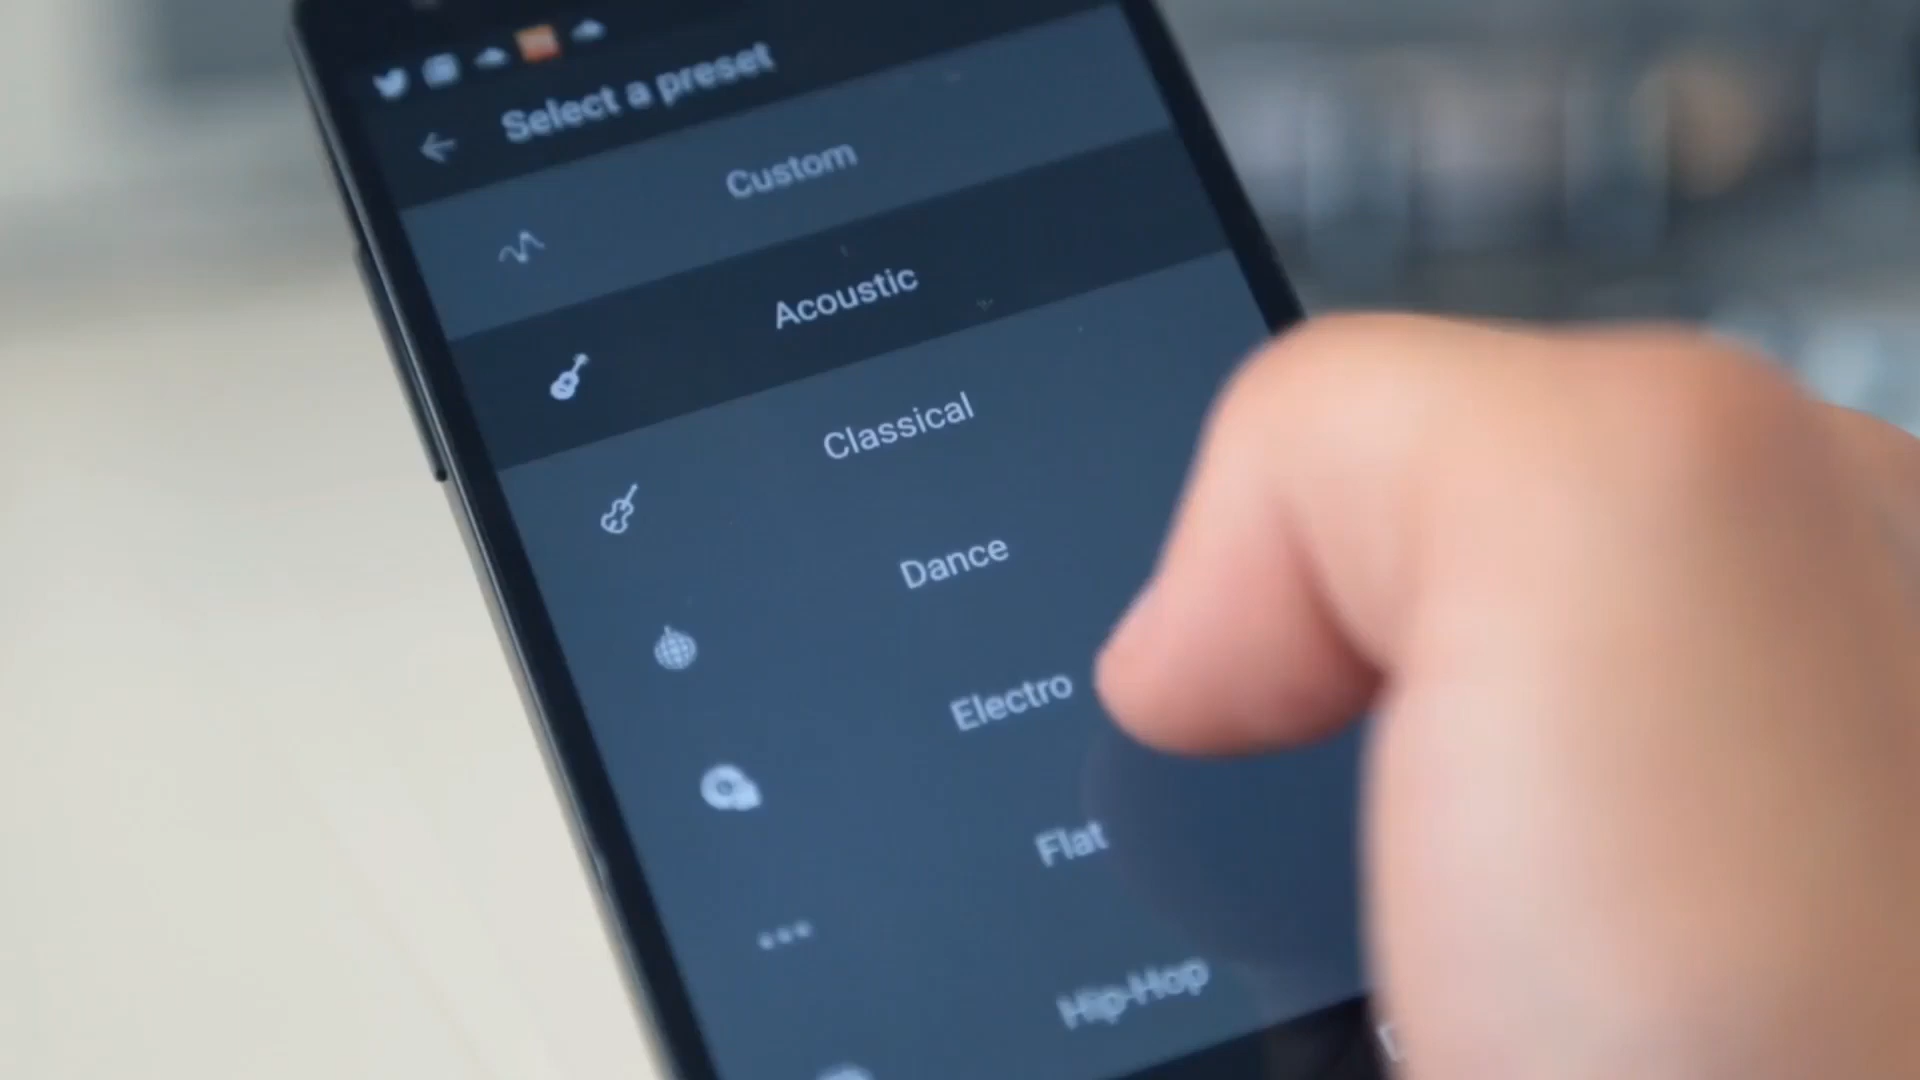 Select a preset
Custom
Acoustic
Classical
Dance
Electro
Flat
Hip-Hop